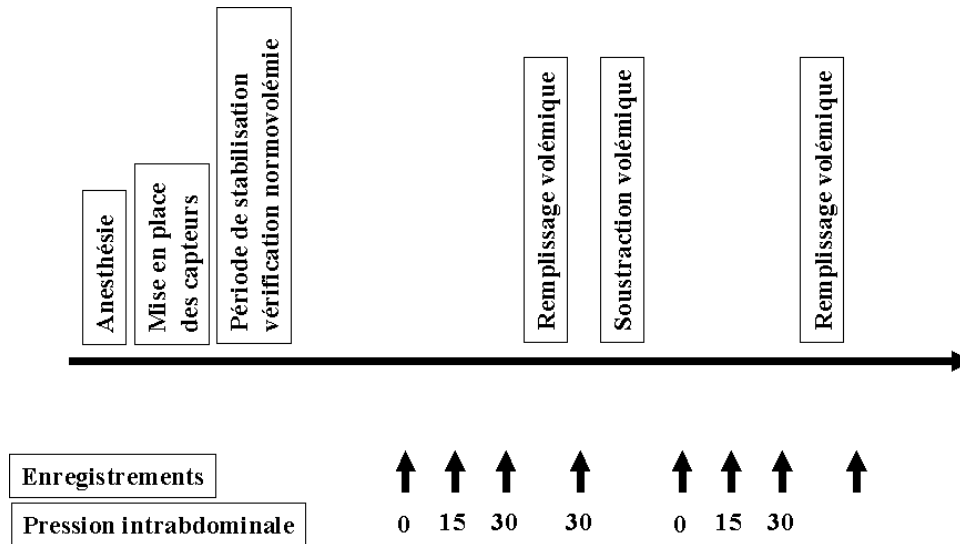 Anesthésie
Mise en place
des capteurs
Période de stabilisation
vérification normovolémie
Remplissage volémique
Soustraction volémique
Remplissage volémique
Enregistrements
Pression intrabdominale
0 15 30 30 0 15 30